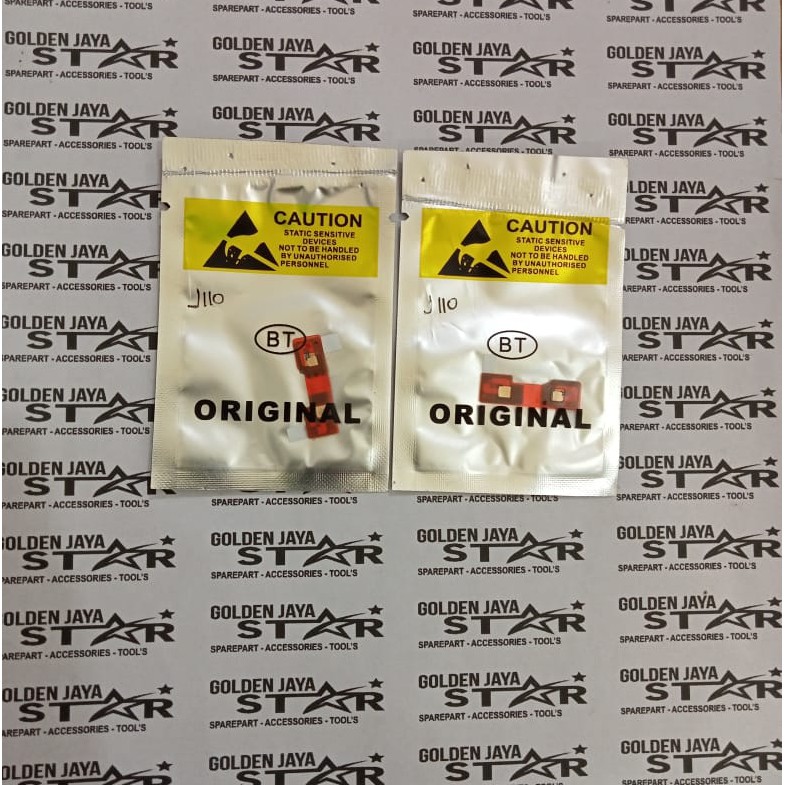 GOLDEN JAYA
STAR
SPAREPART - ACCESSORIES - TOOL'S
CAUTION
STATIC SENSITIVE
DEVICES
NOT TO BE HANDLED
BY UNAUTHORISED
PERSONNEL
J110
BT
ORIGINAL
CAUTION
STATIC SENSITIVE
DEVICES
NOT TO BE HANDLED
BY UNAUTHORISED
PERSONNEL
J110
BT
ORIGINAL